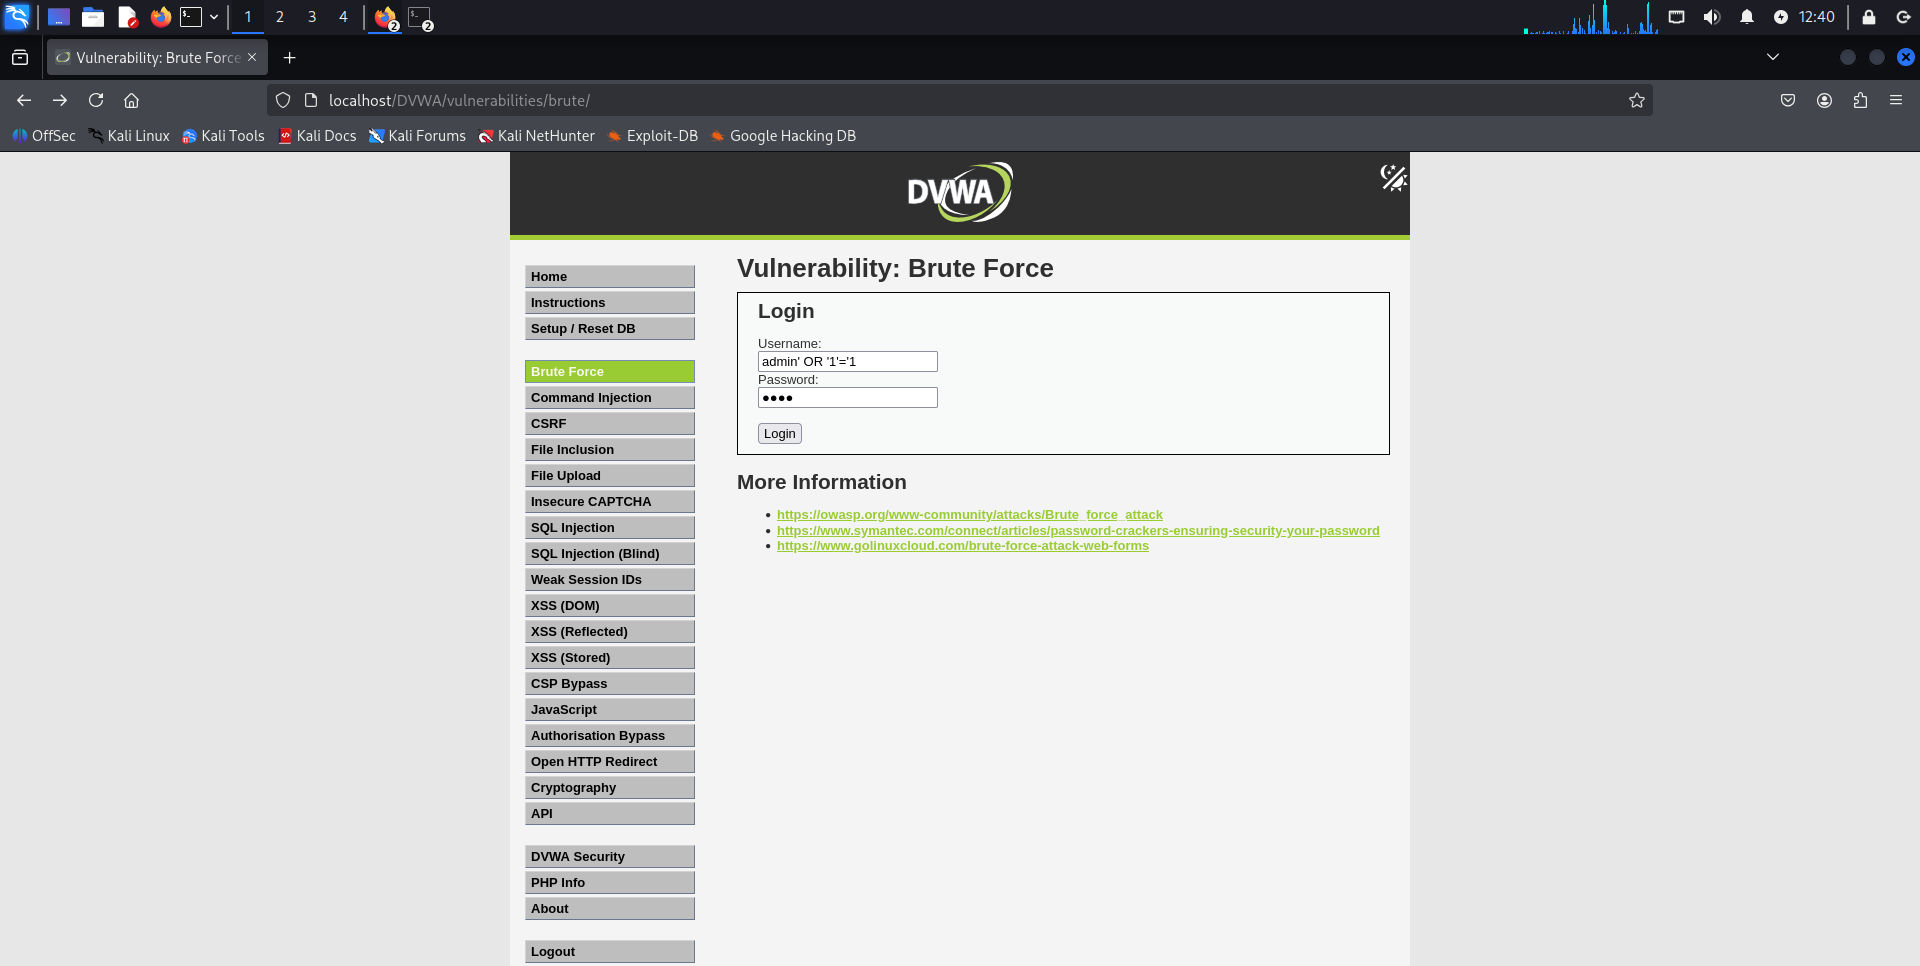 1 2 3 4 2 2 12:40
Vulnerability: Brute Force
localhost/DVWA/vulnerabilities/brute/
OffSec Kali Linux Kali Tools Kali Docs Kali Forums Kali NetHunter Exploit-DB Google Hacking DB
DVWA
Home
Instructions
Setup / Reset DB
Brute Force
Command Injection
CSRF
File Inclusion
File Upload
Insecure CAPTCHA
SQL Injection
SQL Injection (Blind)
Weak Session IDs
XSS (DOM)
XSS (Reflected)
XSS (Stored)
CSP Bypass
JavaScript
Authorisation Bypass
Open HTTP Redirect
Cryptography
API
DVWA Security
PHP Info
About
Logout
Vulnerability: Brute Force
Login
Username:
admin' OR '1'='1
Password:
●●●●
Login
More Information
• https://owasp.org/www-community/attacks/Brute_force_attack
• https://www.symantec.com/connect/articles/password-crackers-ensuring-security-your-password
• https://www.golinuxcloud.com/brute-force-attack-web-forms